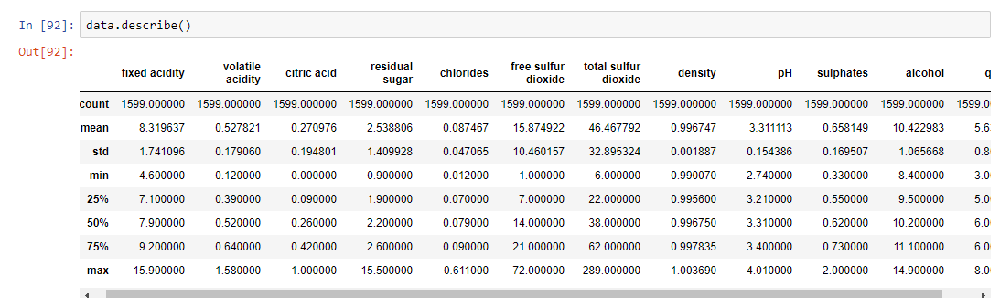 In [92]: data.describe()
Out[92]:
fixed acidity volatile acidity citric acid residual sugar chlorides free sulfur dioxide total sulfur dioxide density pH sulphates alcohol q
count 1599.000000 1599.000000 1599.000000 1599.000000 1599.000000 1599.000000 1599.000000 1599.000000 1599.000000 1599.000000 1599.000000 1599.0
mean 8.319637 0.527821 0.270976 2.538806 0.087467 15.874922 46.467792 0.996747 3.311113 0.658149 10.422983 5.6
std 1.741096 0.179060 0.194801 1.409928 0.047065 10.460157 32.895324 0.001887 0.154386 0.169507 1.065668 0.8
min 4.600000 0.120000 0.000000 0.900000 0.012000 1.000000 6.000000 0.990070 2.740000 0.330000 8.400000 3.0
25% 7.100000 0.390000 0.090000 1.900000 0.070000 7.000000 22.000000 0.995600 3.210000 0.550000 9.500000 5.0
50% 7.900000 0.520000 0.260000 2.200000 0.079000 14.000000 38.000000 0.996750 3.310000 0.620000 10.200000 6.0
75% 9.200000 0.640000 0.420000 2.600000 0.090000 21.000000 62.000000 0.997835 3.400000 0.730000 11.100000 6.0
max 15.900000 1.580000 1.000000 15.500000 0.611000 72.000000 289.000000 1.003690 4.010000 2.000000 14.900000 8.0